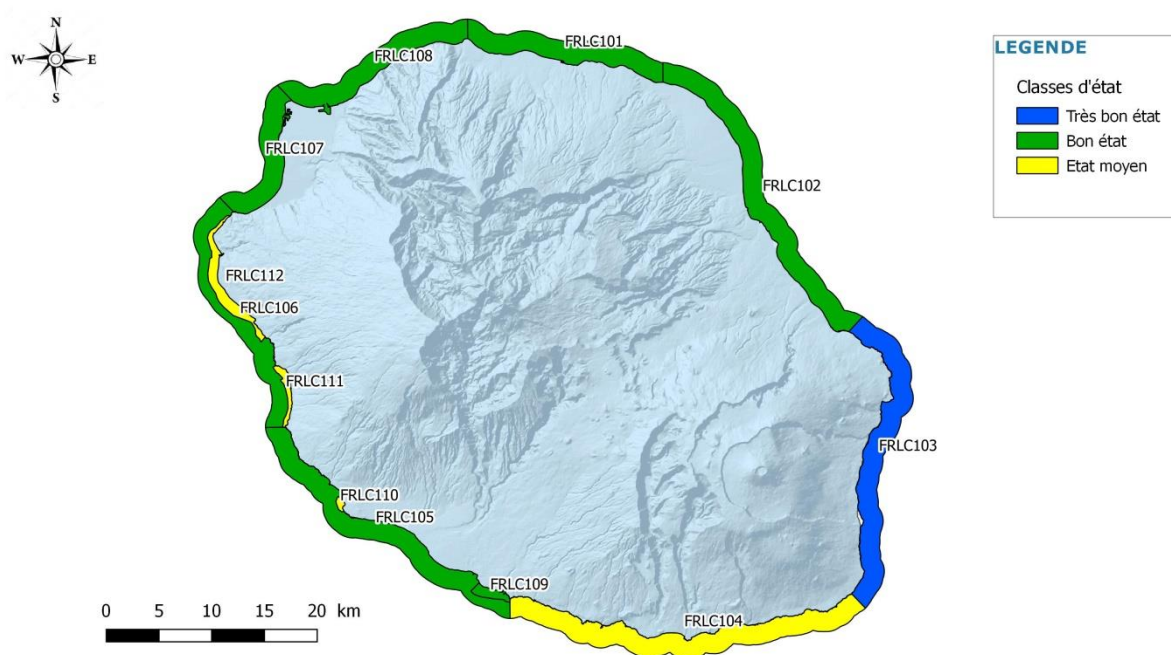 N
W E
S
FRLC101
FRLC108
FRLC107
FRLC102
FRLC112
FRLC106
FRLC111
FRLC103
FRLC110
FRLC105
FRLC109
FRLC104
0 5 10 15 20 km
LEGENDE
Classes d'état
Très bon état
Bon état
Etat moyen